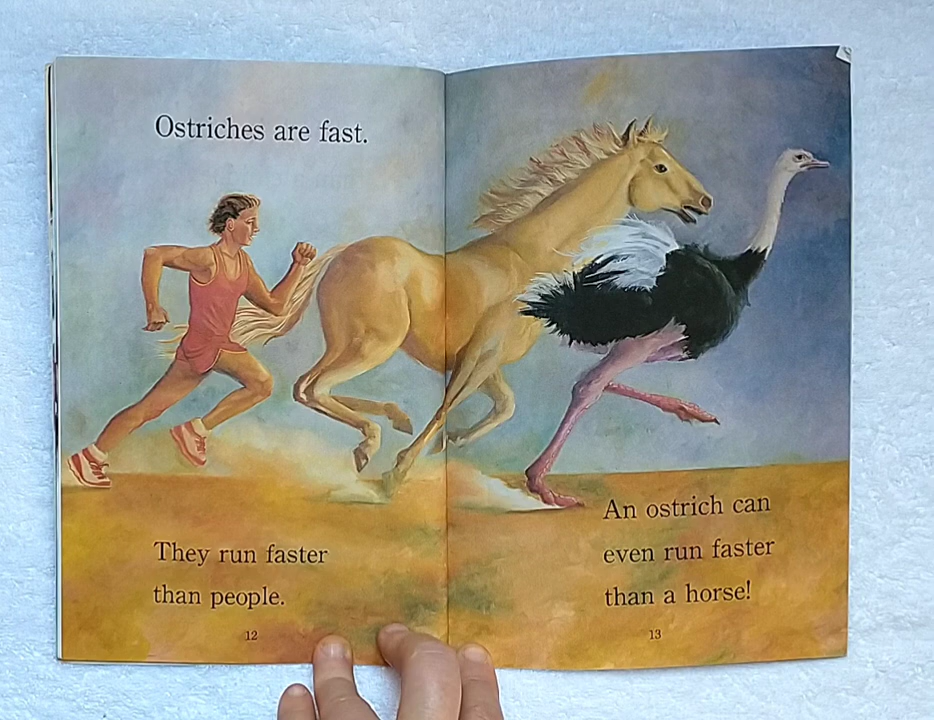 Ostriches are fast.
They run faster
than people.
12
An ostrich can
even run faster
than a horse!
13